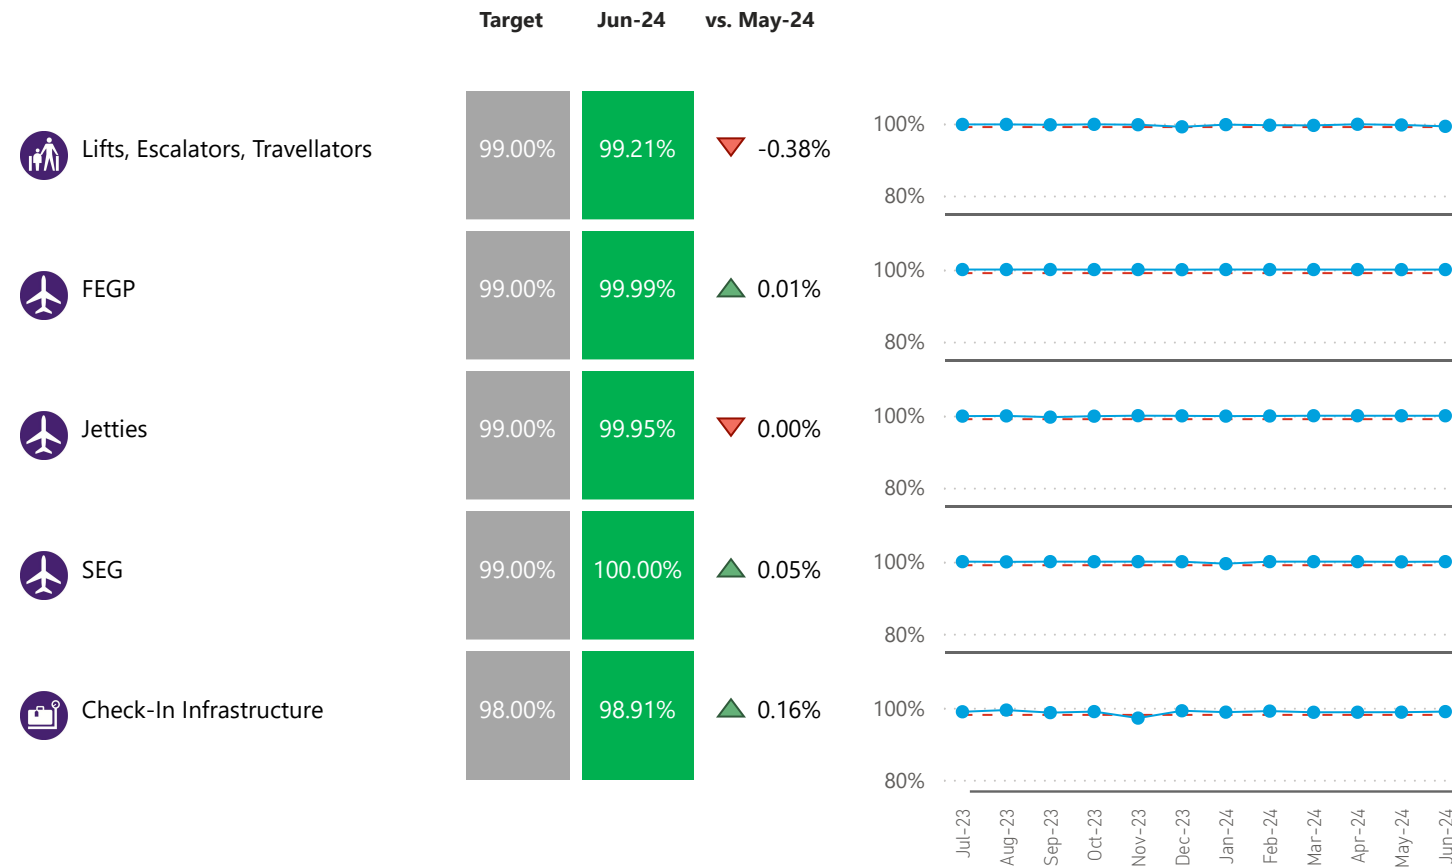 Target Jun-24 vs. May-24
Lifts, Escalators, Travellators 99.00% 99.21% -0.38% 100%
80%
FEGP 99.00% 99.99% 0.01% 100%
80%
Jetties 99.00% 99.95% 0.00% 100%
80%
SEG 99.00% 100.00% 0.05% 100%
80%
Check-In Infrastructure 98.00% 98.91% 0.16% 100%
80%
Jul-23 Aug-23 Sep-23 Oct-23 Nov-23 Dec-23 Jan-24 Feb-24 Mar-24 Apr-24 May-24 Jun-24